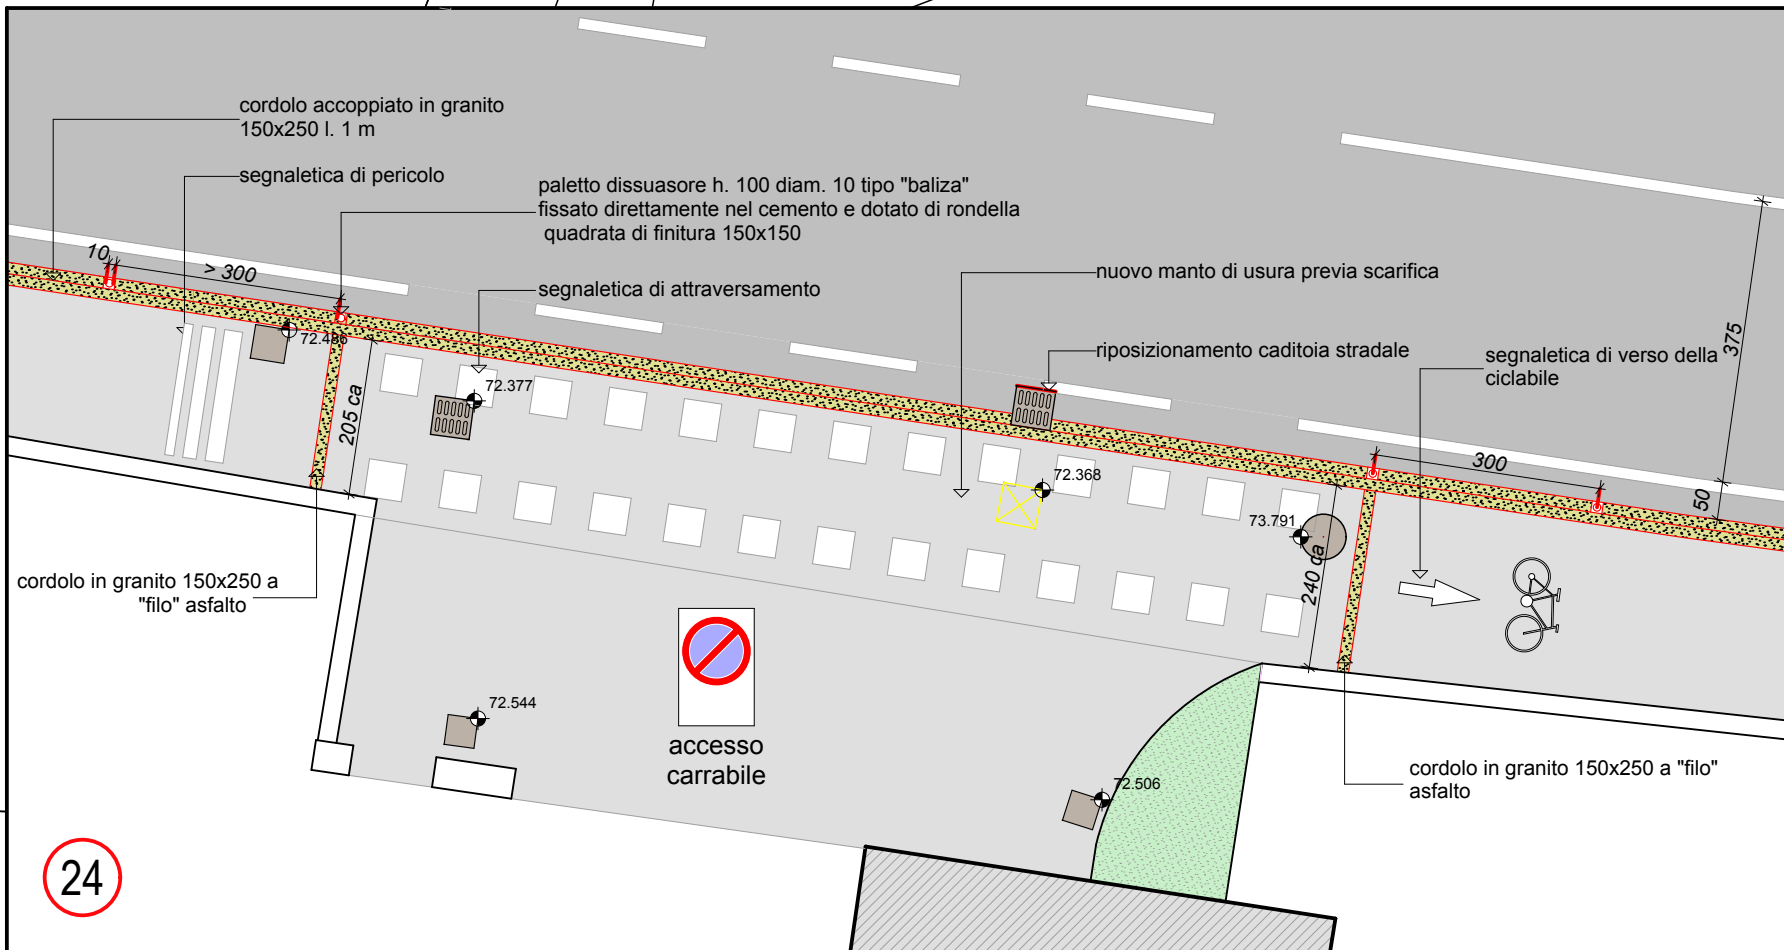 cordolo accoppiato in granito
150x250 l. 1 m
segnaletica di pericolo
paletto dissuasore h. 100 diam. 10 tipo "baliza"
fissato direttamente nel cemento e dotato di rondella
quadrata di finitura 150x150
10
> 300
segnaletica di attraversamento
nuovo manto di usura previa scarifica
riposizionamento caditoia stradale
segnaletica di verso della
ciclabile
375
72.486
72.377
205 ca
300
50
72.368
73.791
240 ca
cordolo in granito 150x250 a
"filo" asfalto
72.544
accesso
carrabile
72.506
cordolo in granito 150x250 a "filo"
asfalto
24